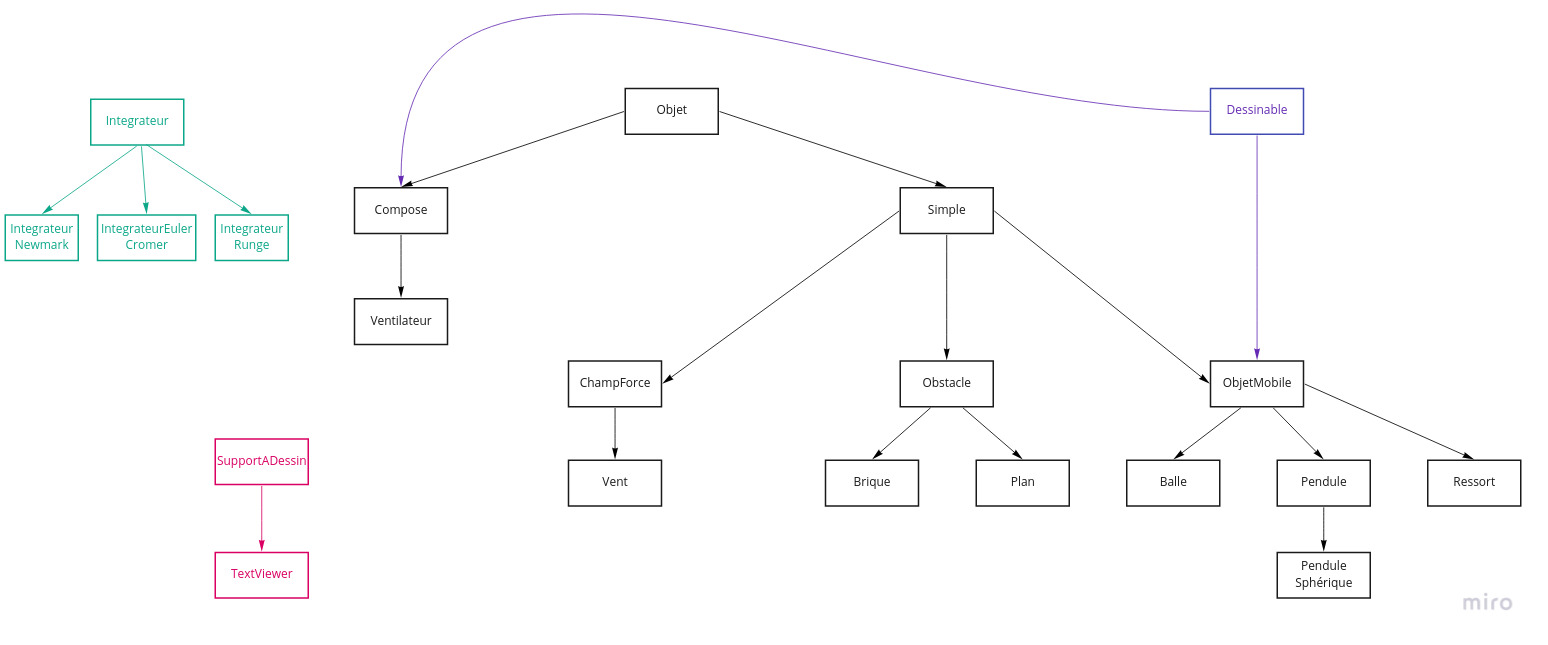 Objet
Dessinable
Integrateur
Compose
Simple
Integrateur
Newmark
IntegrateurEuler
Cromer
Integrateur
Runge
Ventilateur
ChampForce
Obstacle
ObjetMobile
SupportADessin
Vent
Brique
Plan
Balle
Pendule
Ressort
TextViewer
Pendule
Sphérique
miro